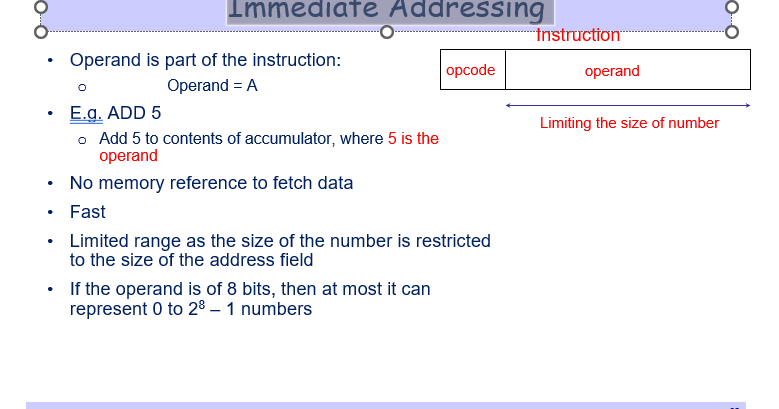 Immediate Addressing
Instruction
• Operand is part of the instruction:
o Operand = A
opcode
operand
• E.g. ADD 5
Limiting the size of number
o Add 5 to contents of accumulator, where 5 is the
operand
• No memory reference to fetch data
• Fast
• Limited range as the size of the number is restricted
to the size of the address field
• If the operand is of 8 bits, then at most it can
represent 0 to 2⁸ – 1 numbers